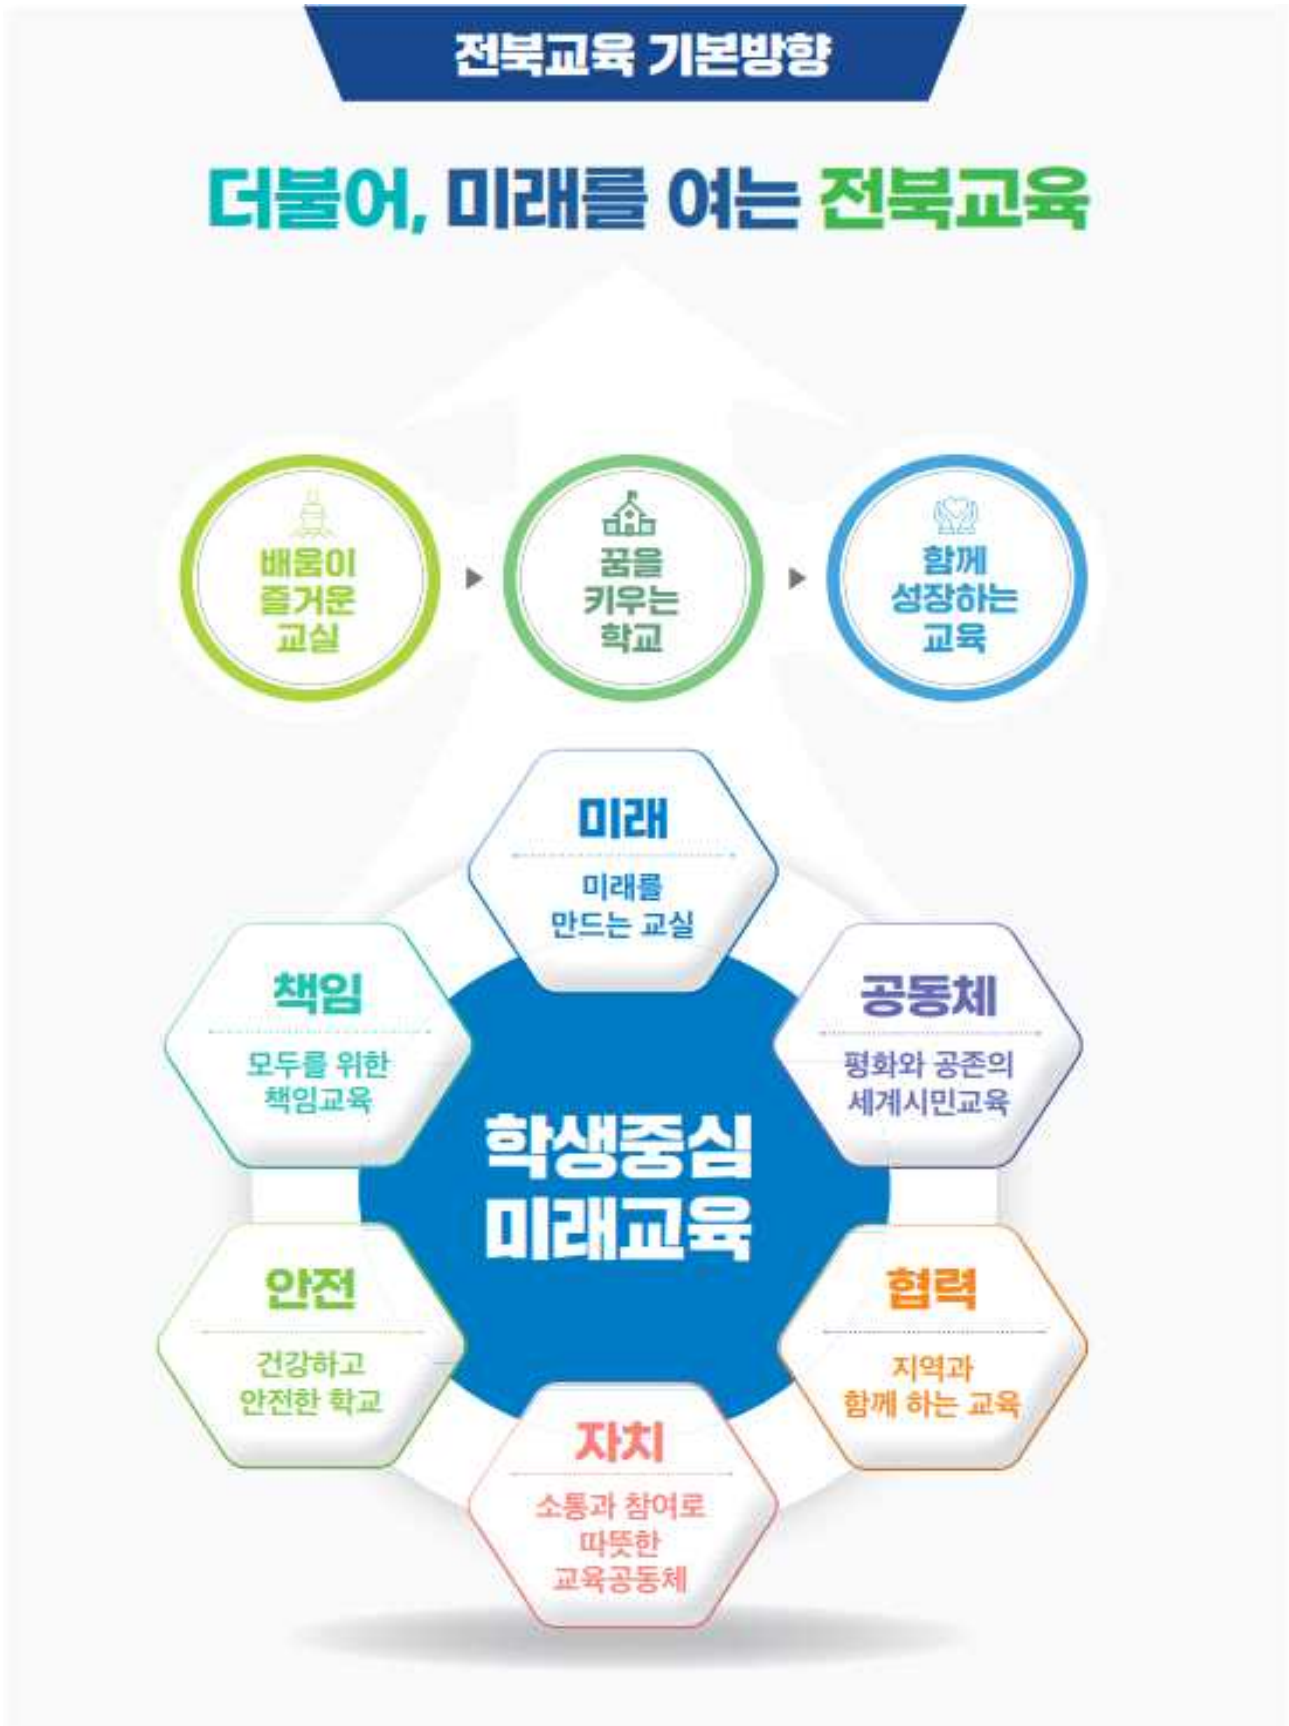 전북교육 기본방향
더불어, 미래를 여는 전북교육
배움이
즐거운
교실
꿈을
키우는
학교
함께
성장하는
교육
미래
미래를
만드는 교실
책임
모두를 위한
책임교육
공동체
평화와 공존의
세계시민교육
학생중심
미래교육
안전
건강하고
안전한 학교
협력
지역과
함께 하는 교육
자치
소통과 참여로
따뜻한
교육공동체